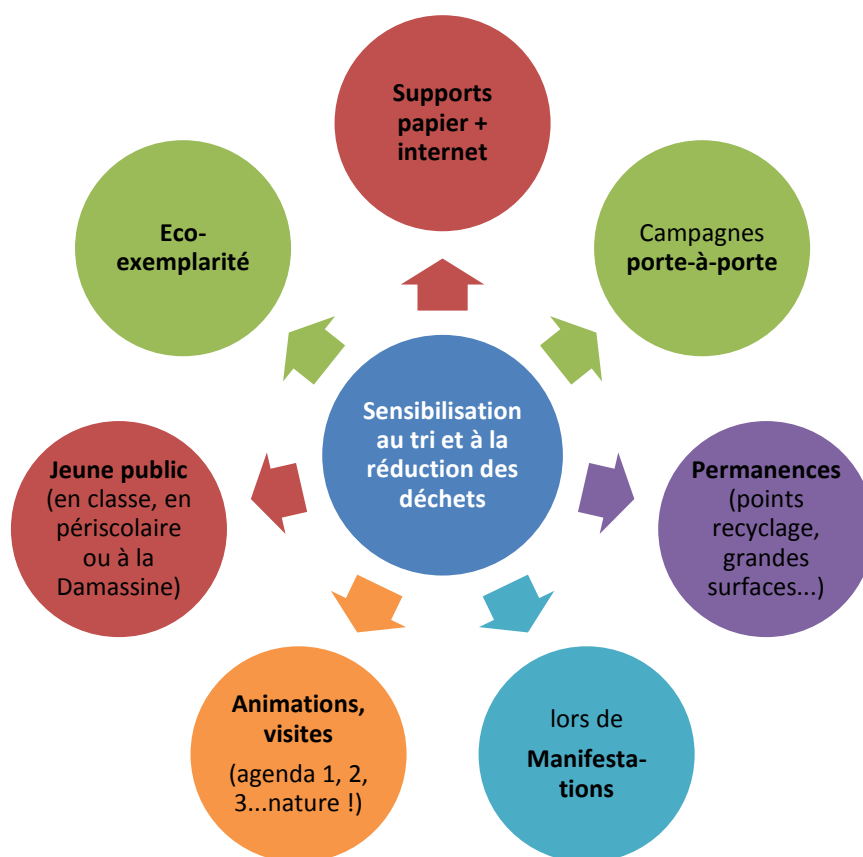 Supports
papier +
internet
Eco-
exemplarité
Campagnes
porte-à-porte
Sensibilisation
au tri et à la
réduction des
déchets
Jeune public
(en classe, en
périscolaire
ou à la
Damassine)
Permanences
(points
recyclage,
grandes
surfaces...)
Animations,
visites
(agenda 1, 2,
3...nature !)
lors de
Manifesta-
tions